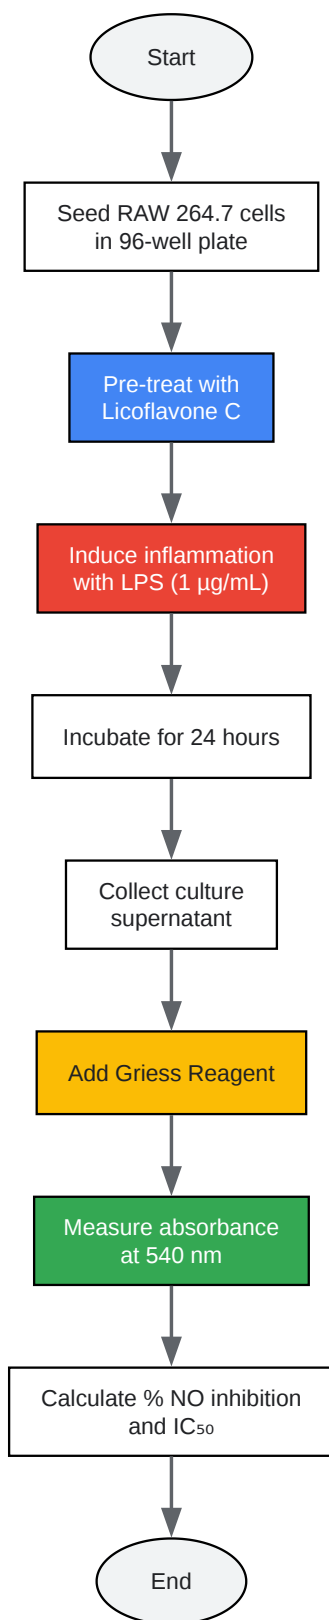 Start
Seed RAW 264.7 cells
in 96-well plate
Pre-treat with
Licoflavone C
Induce inflammation
with LPS (1 µg/mL)
Incubate for 24 hours
Collect culture
supernatant
Add Griess Reagent
Measure absorbance
at 540 nm
Calculate % NO inhibition
and IC₅₀
End